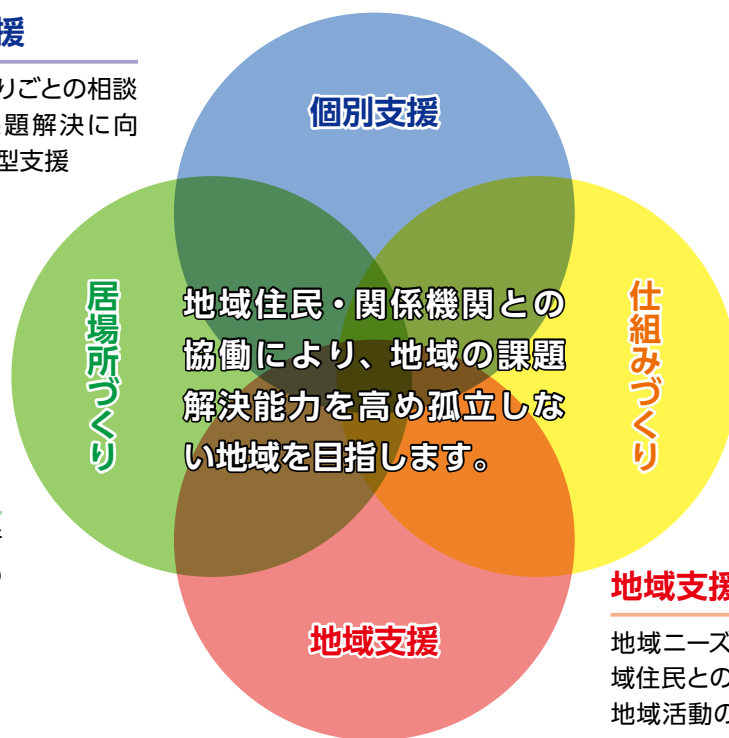 援
りごとの相談
題解決に向
型支援
個別支援
居場所づくり
地域住民・関係機関との
協働により、地域の課題
解決能力を高め孤立しな
い地域を目指します。
仕組みづくり
地域支援
地域支援
地域ニーズ
域住民との
地域活動の